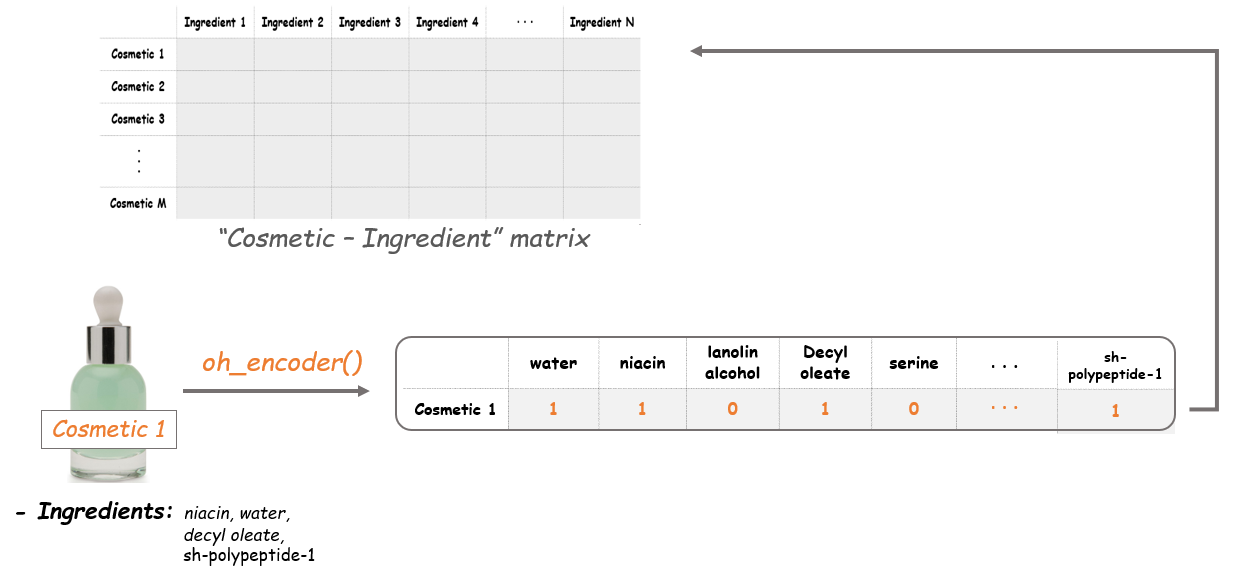 Ingredient 1 Ingredient 2 Ingredient 3 Ingredient 4 ... Ingredient N
Cosmetic 1
Cosmetic 2
Cosmetic 3
...
Cosmetic M
“Cosmetic – Ingredient” matrix
oh_encoder()
Cosmetic 1
water niacin lanolin alcohol Decyl oleate serine ... sh-polypeptide-1
Cosmetic 1 1 1 0 1 0 ... 1
- Ingredients: niacin, water,
decyl oleate,
sh-polypeptide-1